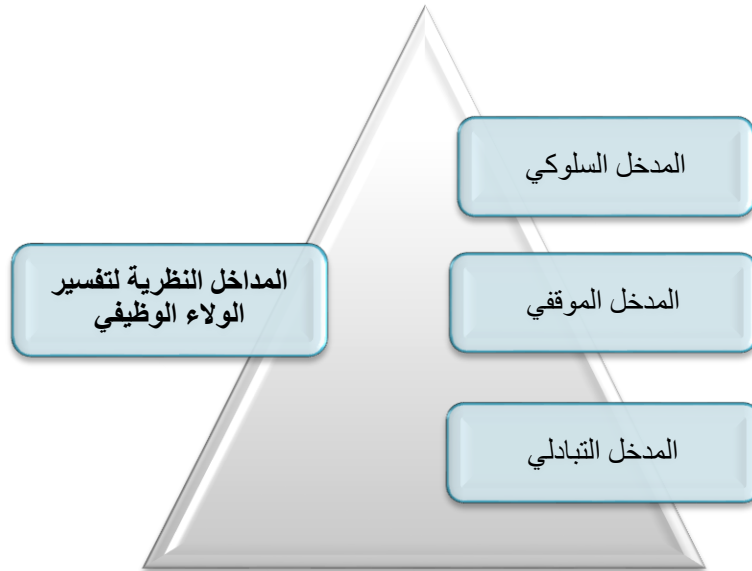 المداخل النظرية لتفسير
الولاء الوظيفي
المدخل السلوكي
المدخل الموقفي
المدخل التبادلي